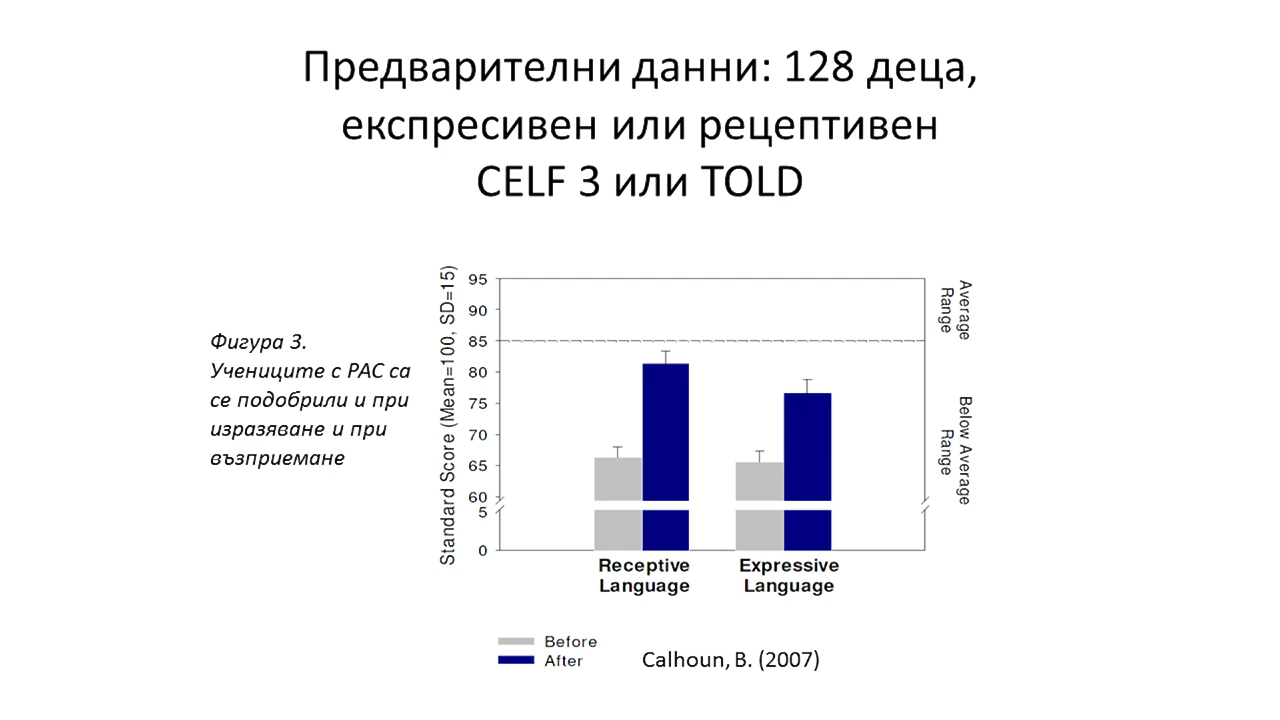 Предварителни данни: 128 деца,
експресивен или рецептивен
CELF 3 или TOLD
Фигура 3.
Учениците с РАС са
се подобрили и при
изразяване и при
възприемане
Standard Score (Mean=100, SD=15)
95
90
85
80
75
70
65
60
5
0
Average
Range
Below Average
Range
Receptive
Language
Expressive
Language
Before
After
Calhoun, B. (2007)